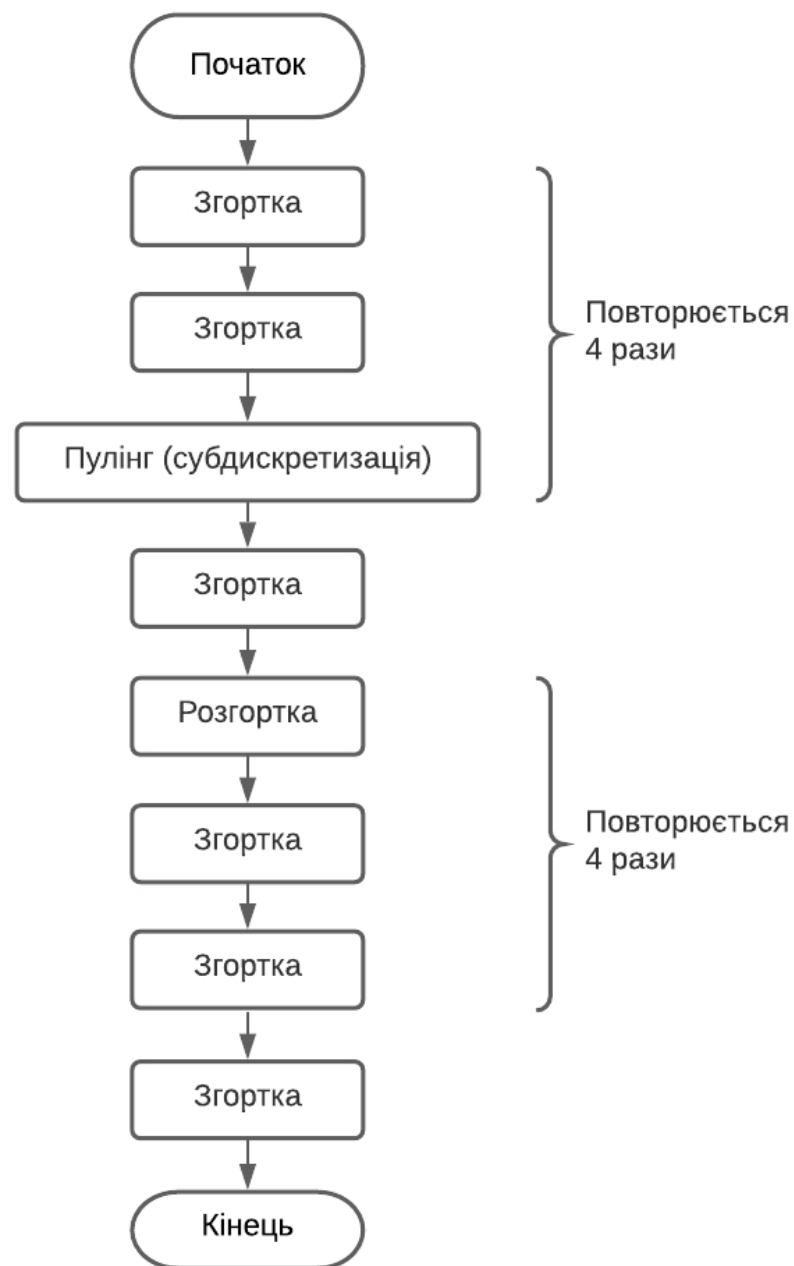 Початок
Згортка
Згортка
Повторюється
4 рази
Пулінг (субдискретизація)
Згортка
Розгортка
Згортка
Повторюється
4 рази
Згортка
Згортка
Кінець